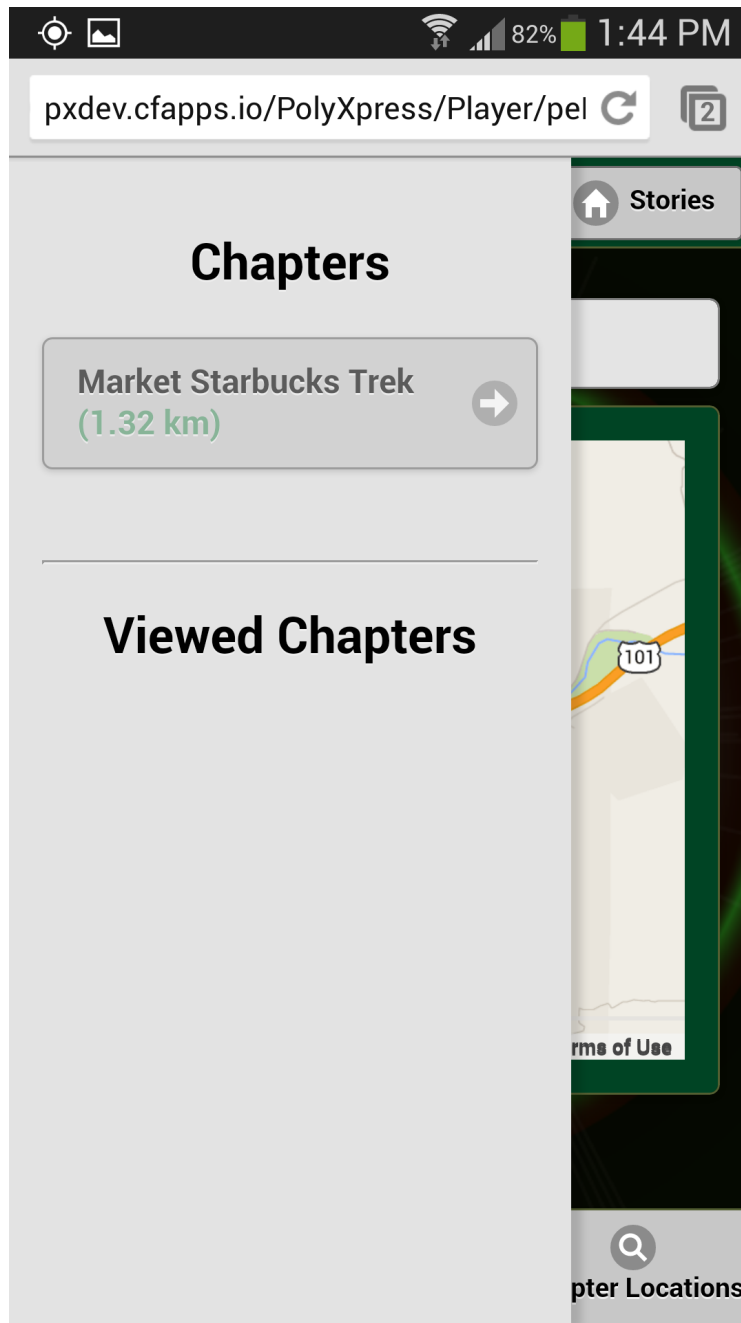 82% 1:44 PM
pxdev.cfapps.io/PolyXpress/Player/pel
2
Stories
Chapters
Market Starbucks Trek
(1.32 km)
Viewed Chapters
101
rms of Use
pter Locations